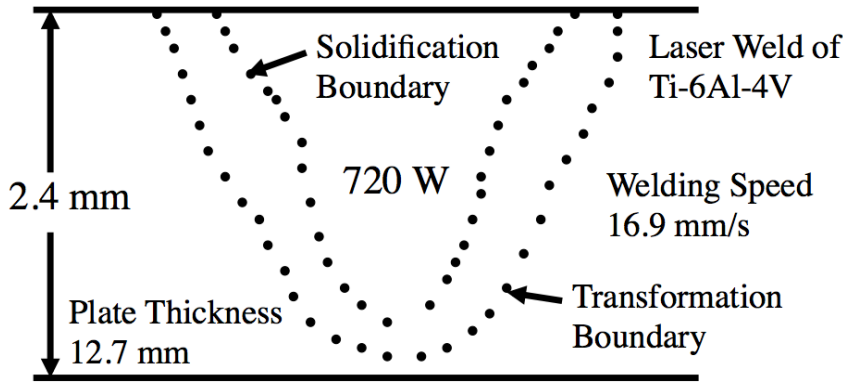 Solidification
Boundary
Laser Weld of
Ti-6Al-4V
720 W
2.4 mm
Welding Speed
16.9 mm/s
Plate Thickness
12.7 mm
Transformation
Boundary